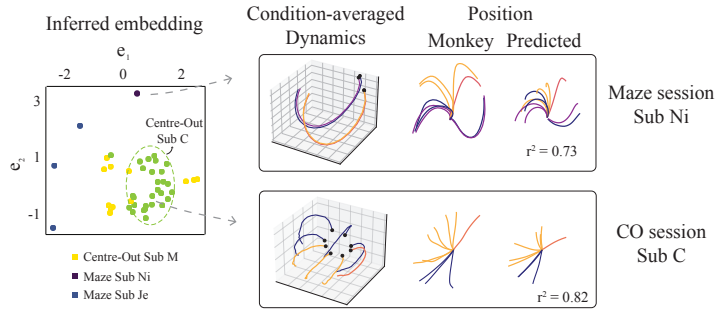 Inferred embedding
e1
-2
0
2
3
1
-1
e2
Centre-Out
Sub C
Centre-Out Sub M
Maze Sub Ni
Maze Sub Je
Condition-averaged
Dynamics
Position
Monkey
Predicted
r² = 0.73
Maze session
Sub Ni
r² = 0.82
CO session
Sub C